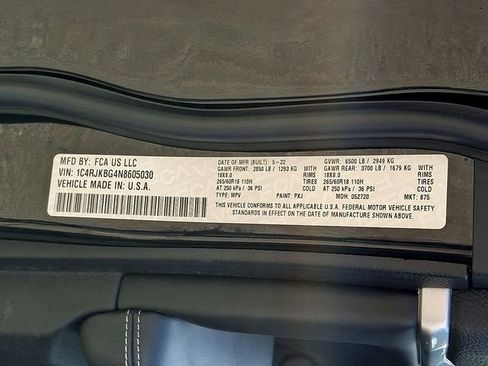 MFD BY: FCA US LLC
VIN: 1C4RJKBG4N8605030
VEHICLE MADE IN: U.S.A.
DATE OF MFR (BUILT): 5-22 GVWR: 6500 LB / 2949 KG
GAWR FRONT: 2850 LB / 1293 KG GAWR REAR: 3700 LB / 1679 KG
18X8.0 RIMS 18X8.0 RIMS
265/60R18 110H TIRES 265/60R18 110H TIRES
AT 250 kPa / 36 PSI AT 250 kPa / 36 PSI
TYPE: MPV PAINT: PXJ MDH: 052720 MKT: 875
THIS VEHICLE CONFORMS TO ALL APPLICABLE U.S.A. FEDERAL MOTOR VEHICLE SAFETY
STANDARDS IN EFFECT ON THE DATE OF MANUFACTURE SHOWN ABOVE.